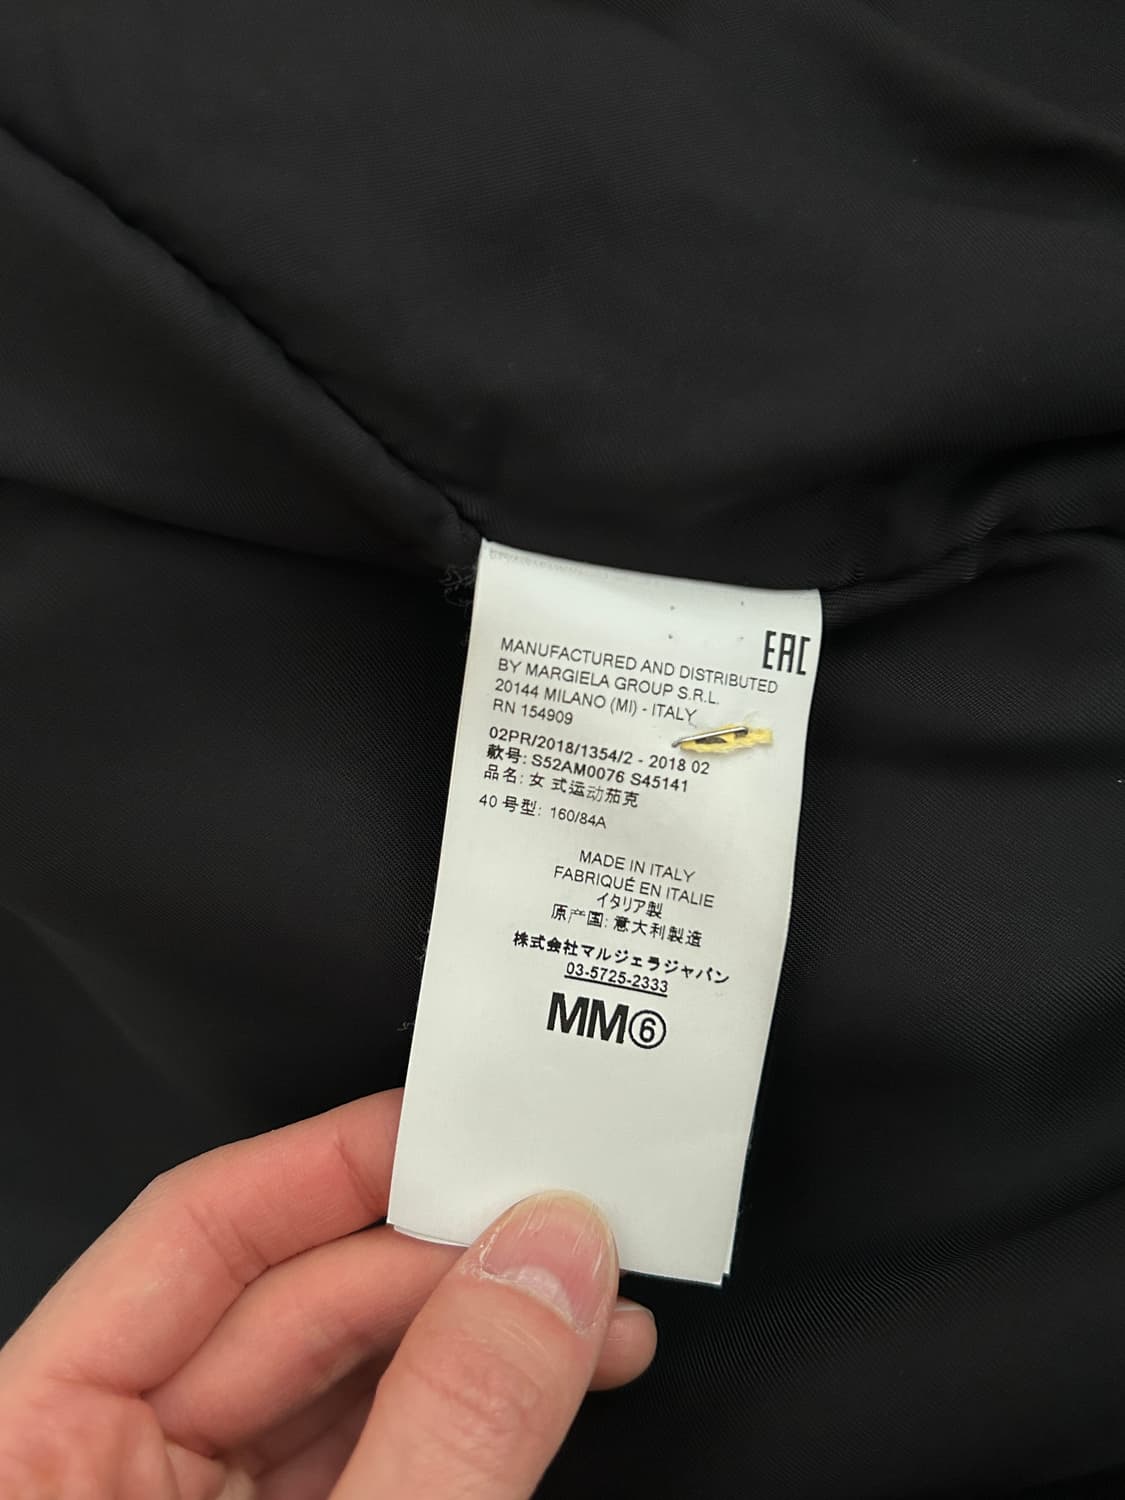 EAC
MANUFACTURED AND DISTRIBUTED
BY MARGIELA GROUP S.R.L.
20144 MILANO (MI) - ITALY
RN 154909
02PR/2018/1354/2 - 2018 02
款号: S52AM0076 S45141
品名: 女 式运动茄克
40 号型: 160/84A
MADE IN ITALY
FABRIQUÉ EN ITALIE
イタリア製
原产国: 意大利製造
株式会社マルジェラジャパン
03-5725-2333
MM⑥